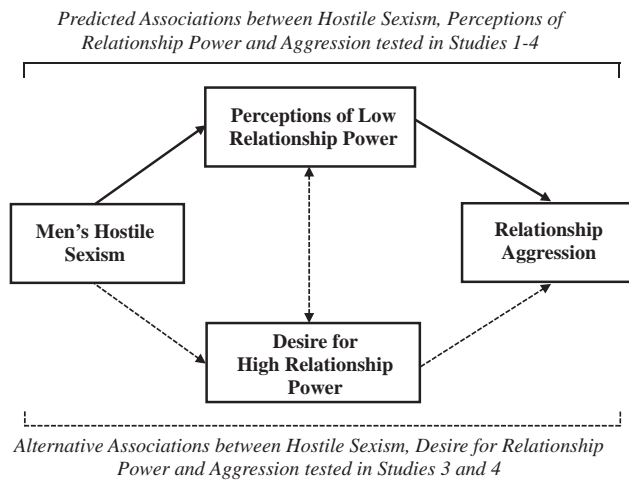 Predicted Associations between Hostile Sexism, Perceptions of
Relationship Power and Aggression tested in Studies 1-4
Perceptions of Low
Relationship Power
Men's Hostile
Sexism
Relationship
Aggression
Desire for
High Relationship
Power
Alternative Associations between Hostile Sexism, Desire for Relationship
Power and Aggression tested in Studies 3 and 4